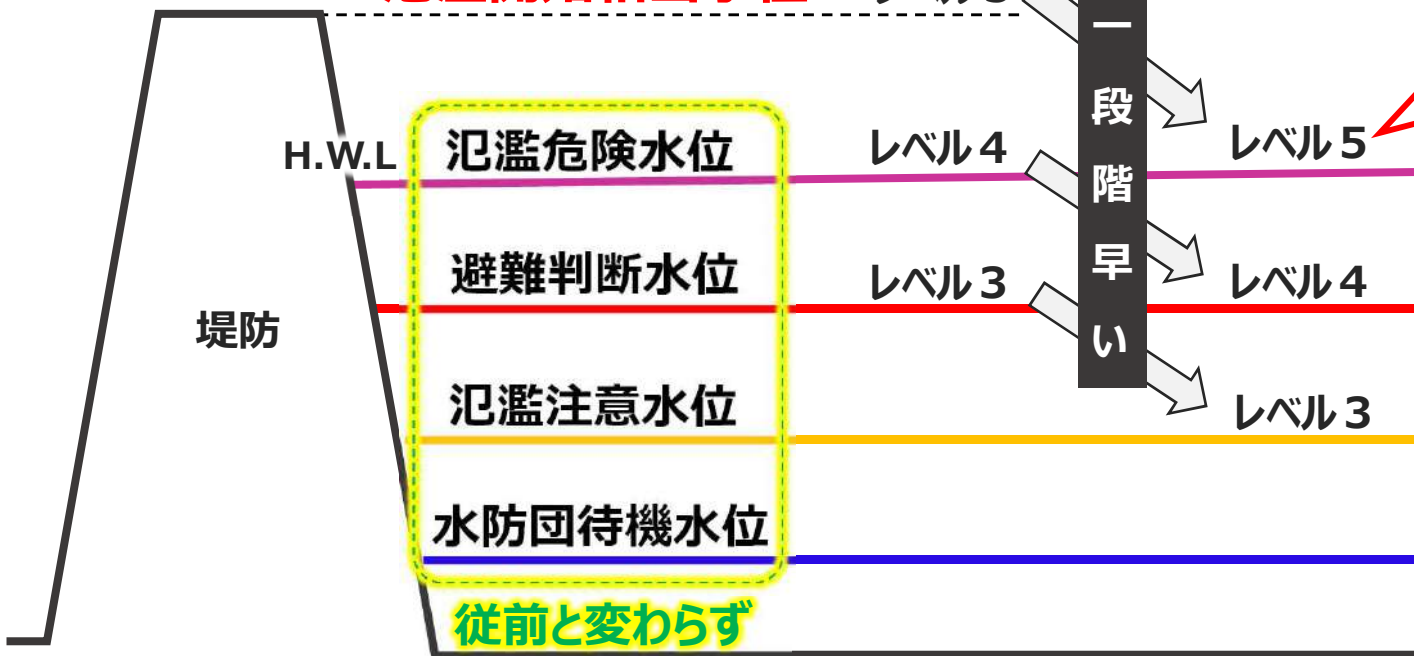 H.W.L
氾濫危険水位
レベル４
レベル５
避難判断水位
レベル３
レベル４
堤防
氾濫注意水位
レベル３
水防団待機水位
従前と変わらず
一段階早い